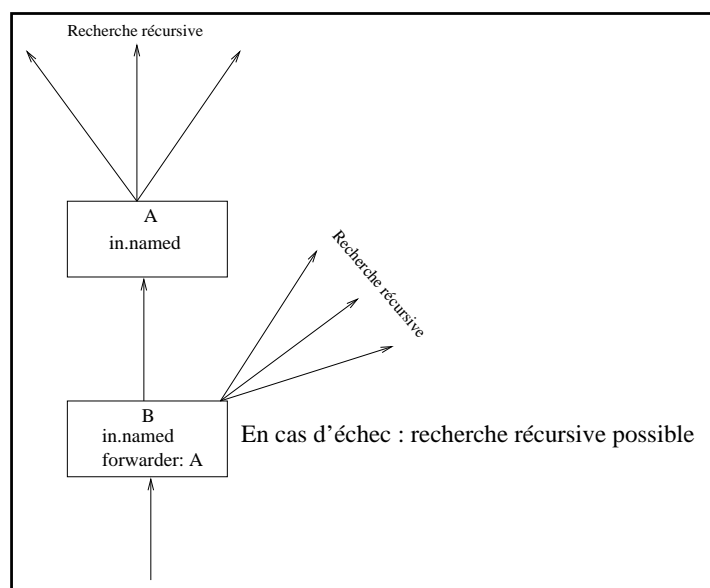 Recherche récursive
A
in.named
Recherche récursive
B
in.named
forwarder: A
En cas d'échec : recherche récursive possible